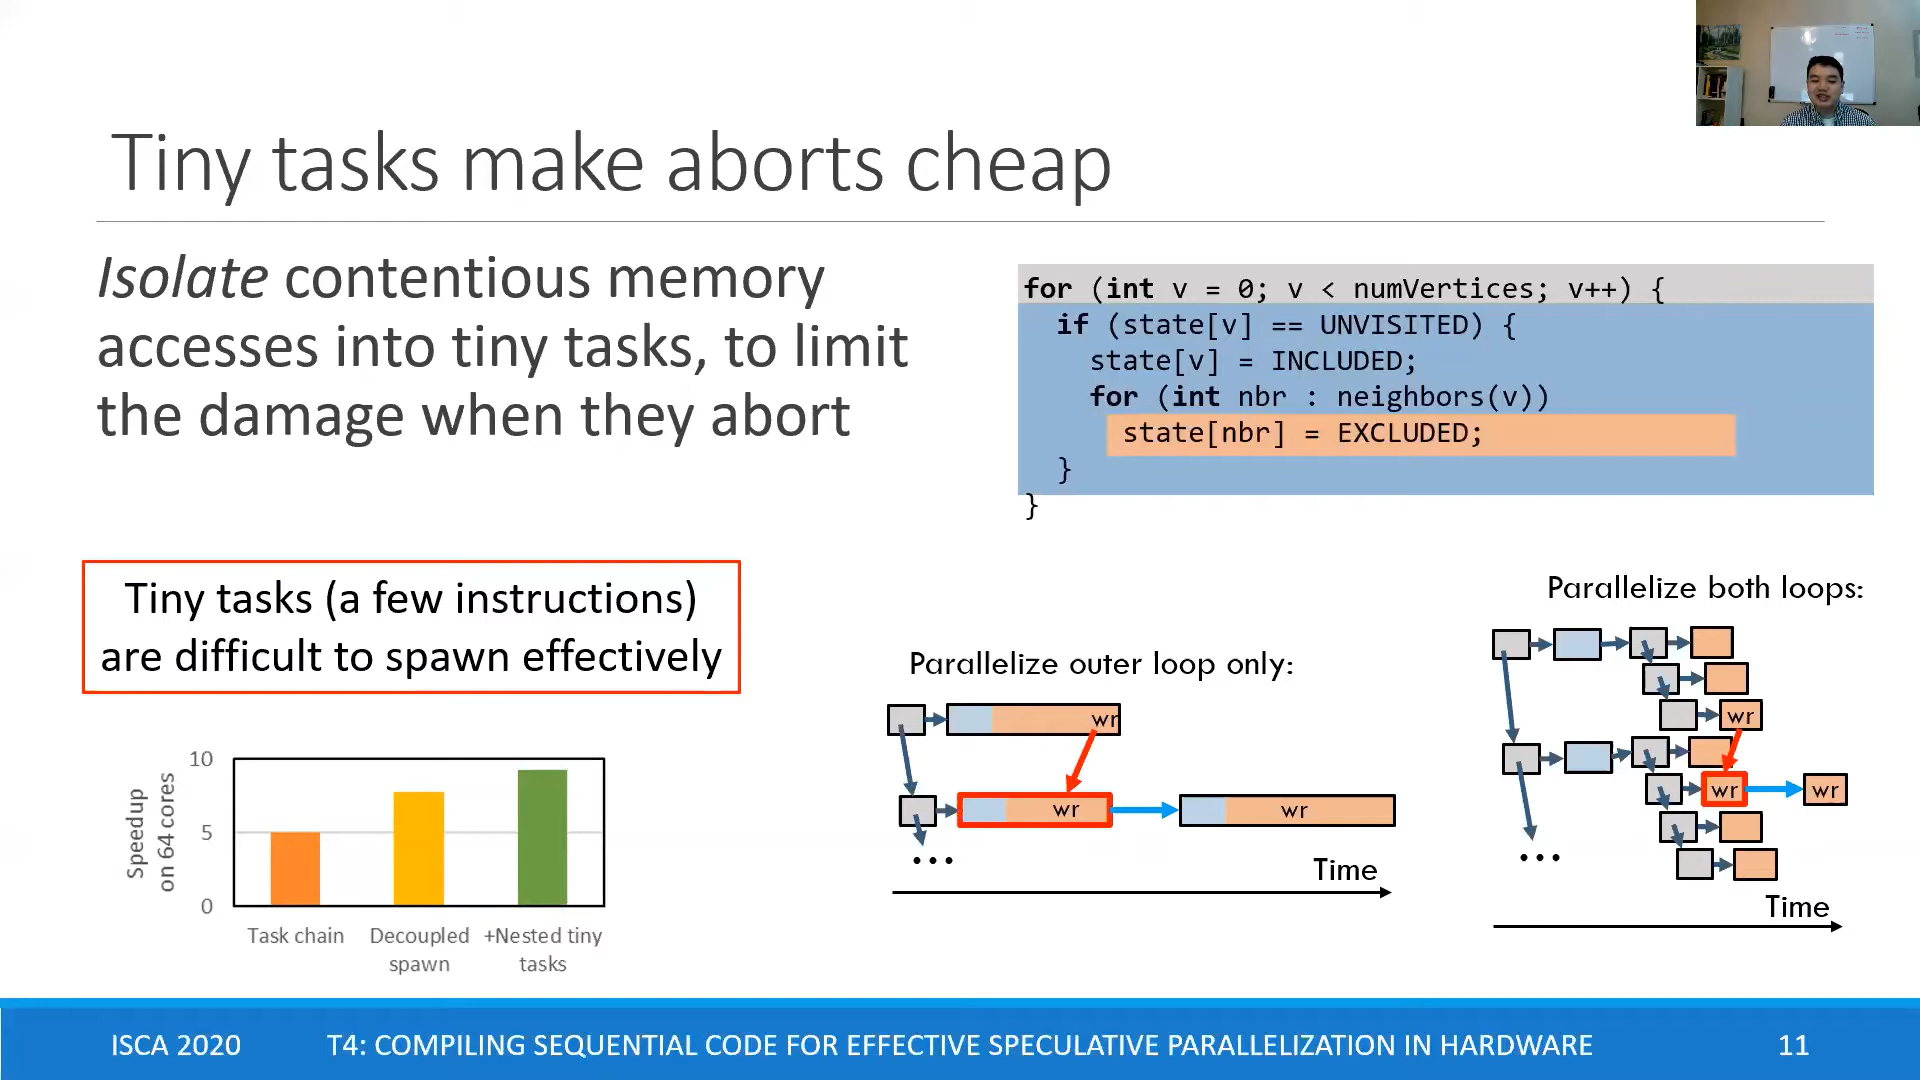 Tiny tasks make aborts cheap
Isolate contentious memory
accesses into tiny tasks, to limit
the damage when they abort
for (int v = 0; v < numVertices; v++) {
if (state[v] == UNVISITED) {
state[v] = INCLUDED;
for (int nbr : neighbors(v))
state[nbr] = EXCLUDED;
}
}
Tiny tasks (a few instructions)
are difficult to spawn effectively
Speedup
on 64 cores
10
5
0
Task chain
Decoupled
spawn
+Nested tiny
tasks
Parallelize outer loop only:
wr
wr
wr
...
Time
Parallelize both loops:
wr
wr
wr
...
Time
ISCA 2020
T4: COMPILING SEQUENTIAL CODE FOR EFFECTIVE SPECULATIVE PARALLELIZATION IN HARDWARE
11